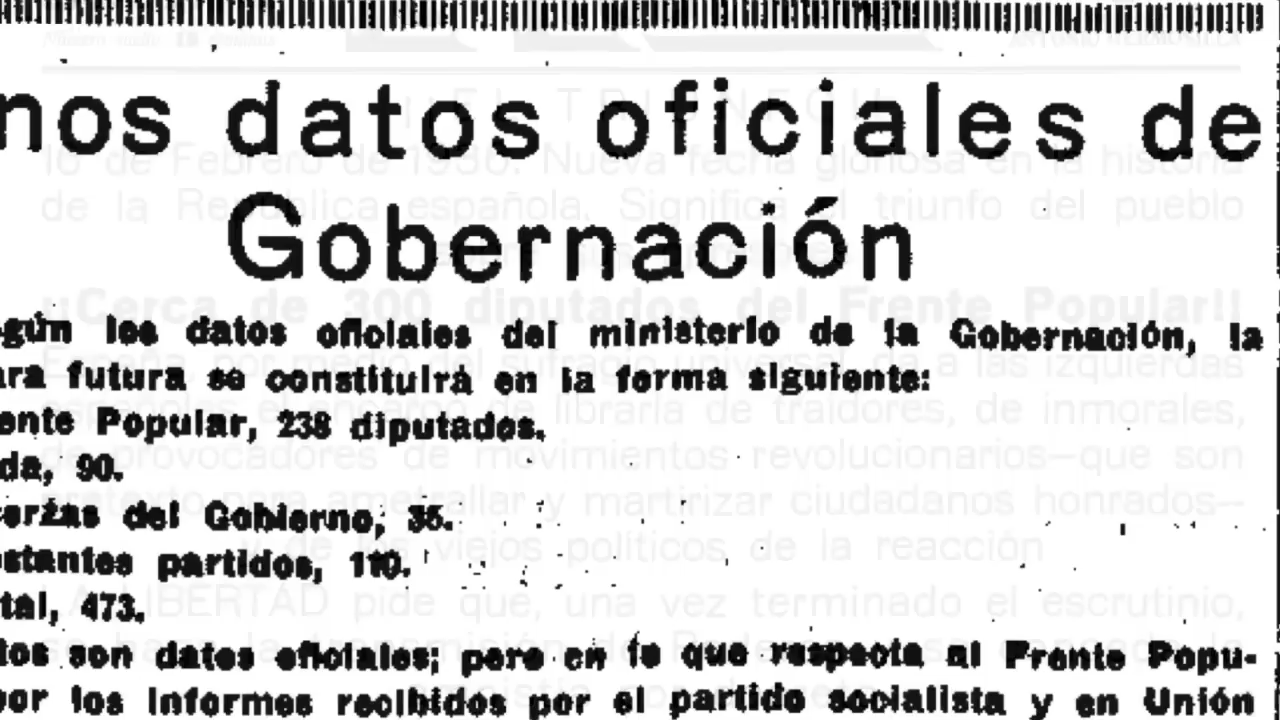 nos datos oficiales de
Gobernación
gún los datos oficiales del ministerio de la Gobernación, la
ara futura se constituirá en la forma siguiente:
ente Popular, 238 diputados.
da, 90.
erzas del Gobierno, 35.
stantes partidos, 110.
tal, 473.
tos son datos oficiales; pero en lo que respecta al Frente Popu-
por los informes recibidos por el partido socialista y en Unión
16 de Febrero de 1936. Nueva fecha gloriosa en la historia
de la República española. Significa el triunfo del pueblo
¡¡Cerca de 300 diputados del Frente Popular!!
España, por medio del sufragio universal, da a las izquierdas
españolas el encargo de librarla de traidores, de inmorales,
de provocadores de movimientos revolucionarios—que son
pretexto para ametrallar y martirizar ciudadanos honrados—
y de los viejos políticos de la reacción
LA LIBERTAD pide que, una vez terminado el escrutinio,